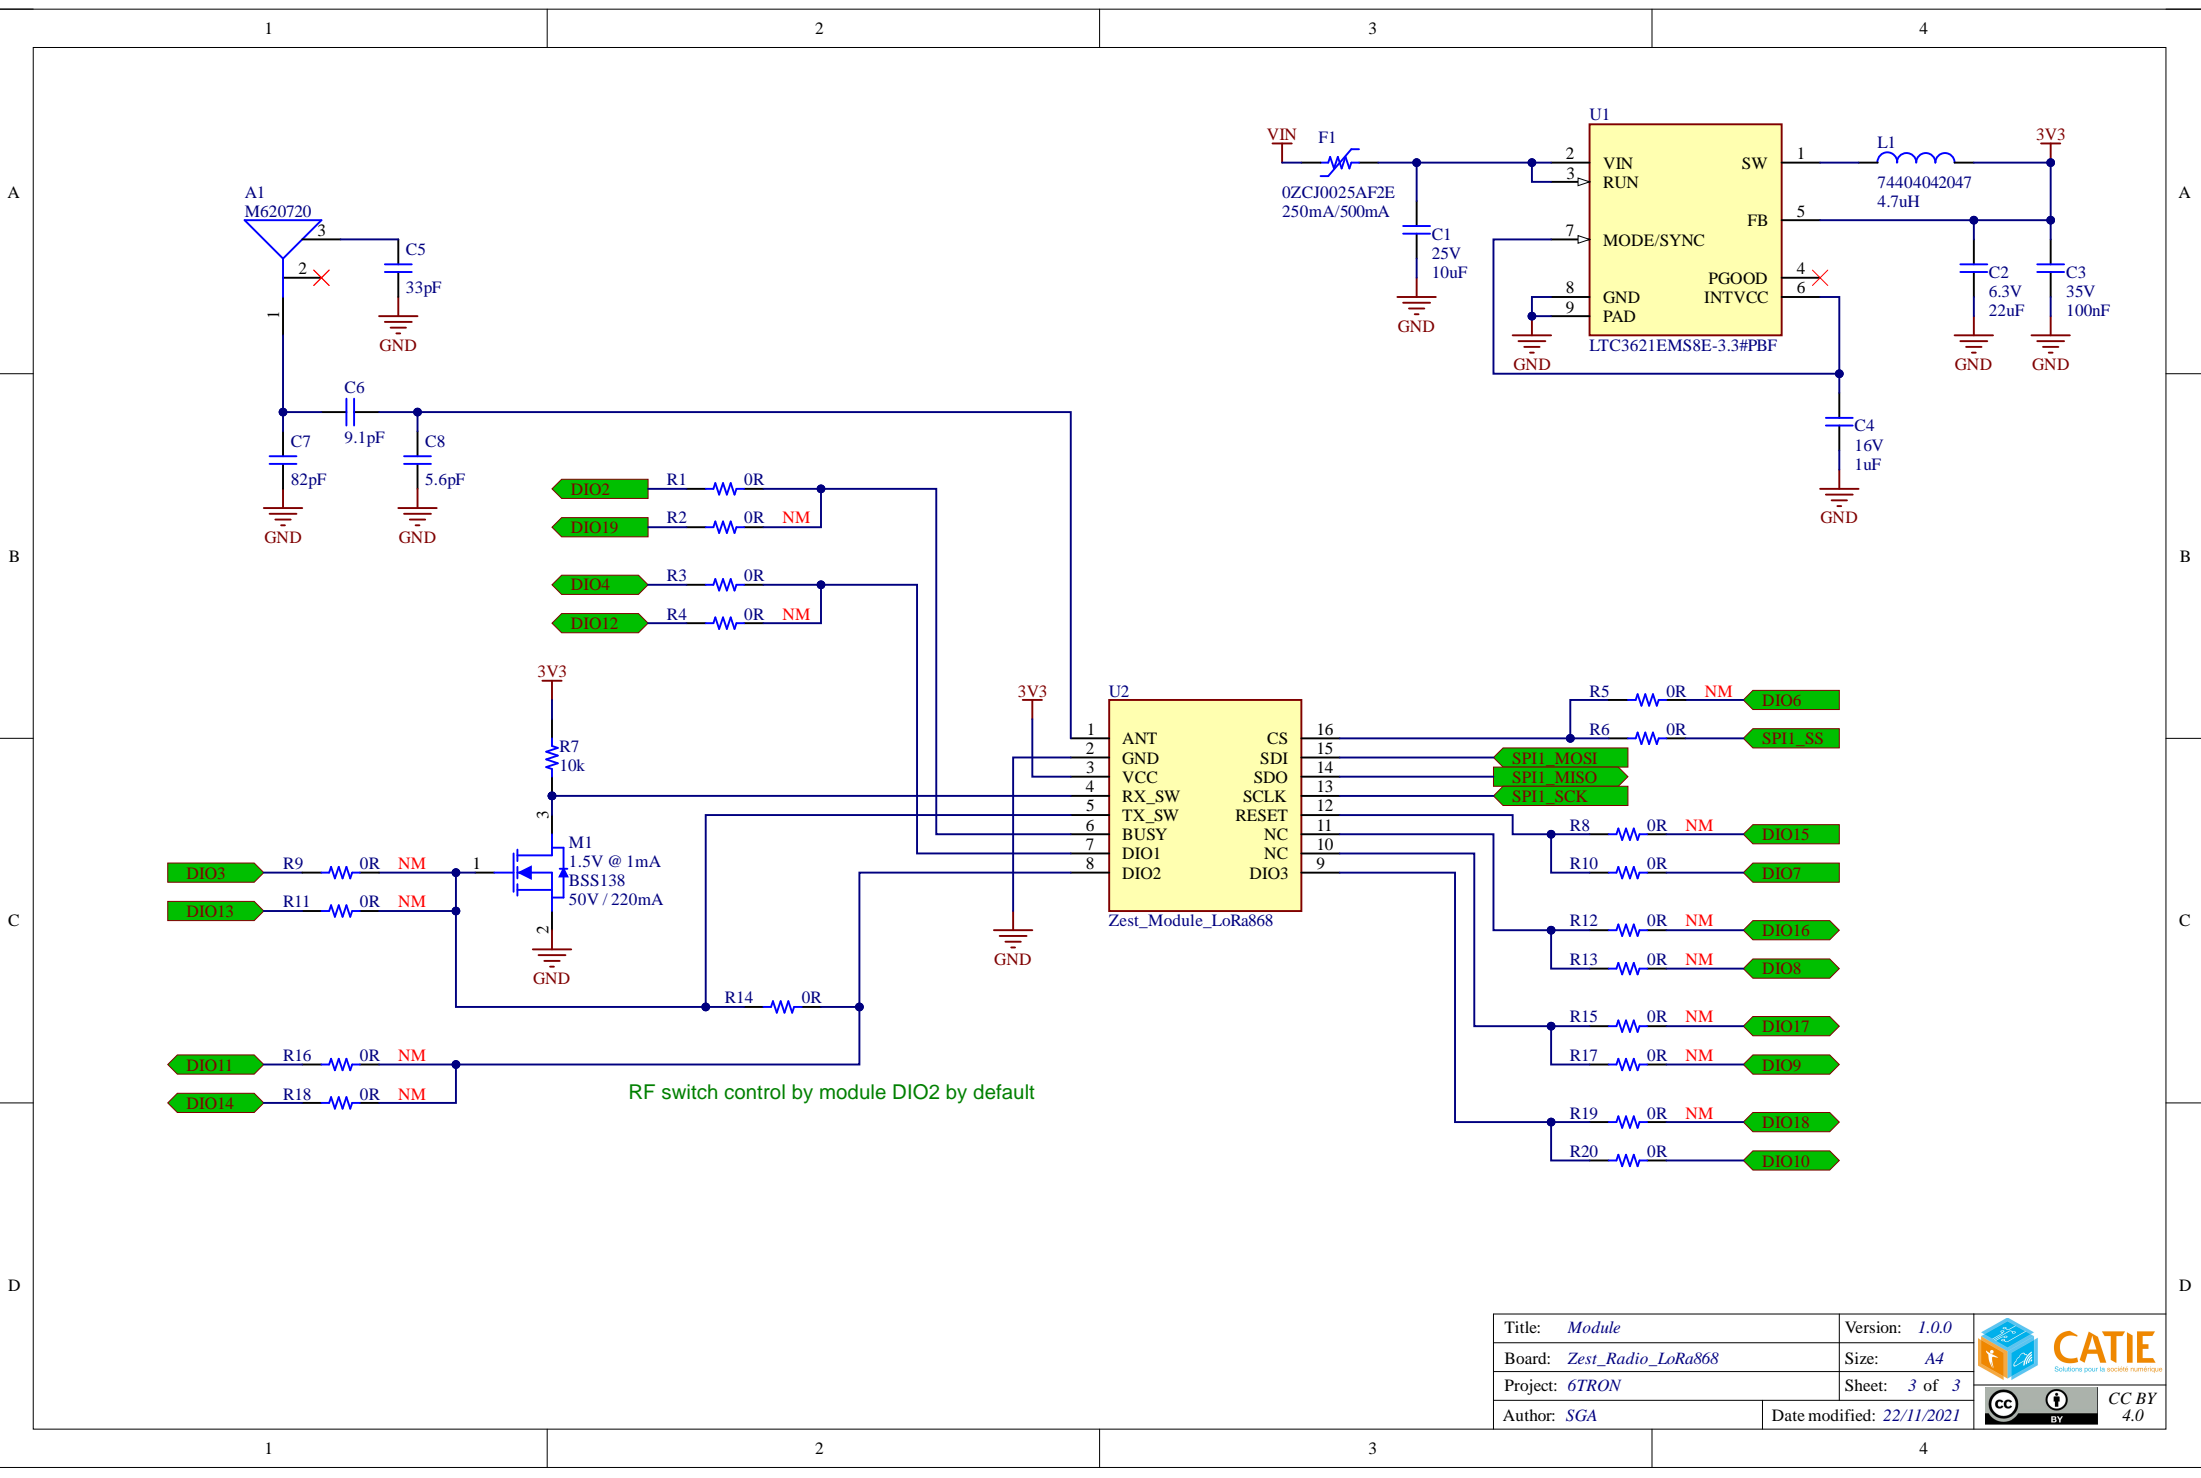 1 2 3 4
A
A
B
B
C
C
D
D
1 2 3 4
A1
M620720
3
2
1
C5
33pF
GND
C6
9.1pF
C7
82pF
GND
C8
5.6pF
GND
VIN
F1
0ZCJ0025AF2E
250mA/500mA
C1
25V
10uF
GND
U1
2 VIN
3 RUN
7 MODE/SYNC
8 GND
9 PAD
SW 1
FB 5
PGOOD 4
INTVCC 6
LTC3621EMS8E-3.3#PBF
GND
L1
74404042047
4.7uH
3V3
C2
6.3V
22uF
GND
C3
35V
100nF
GND
C4
16V
1uF
GND
DIO2 R1 0R
DIO19 R2 0R NM
DIO4 R3 0R
DIO12 R4 0R NM
3V3
R7
10k
3
M1
1.5V @ 1mA
BSS138
50V / 220mA
1
2
GND
DIO3 R9 0R NM
DIO13 R11 0R NM
R14 0R
DIO11 R16 0R NM
DIO14 R18 0R NM
RF switch control by module DIO2 by default
3V3
GND
U2
1 ANT CS 16
2 GND SDI 15
3 VCC SDO 14
4 RX_SW SCLK 13
5 TX_SW RESET 12
6 BUSY NC 11
7 DIO1 NC 10
8 DIO2 DIO3 9
Zest_Module_LoRa868
R5 0R NM DIO6
R6 0R SPI1_SS
SPI1_MOSI
SPI1_MISO
SPI1_SCK
R8 0R NM DIO15
R10 0R DIO7
R12 0R NM DIO16
R13 0R NM DIO8
R15 0R NM DIO17
R17 0R NM DIO9
R19 0R NM DIO18
R20 0R DIO10
Title: Module Version: 1.0.0
Board: Zest_Radio_LoRa868 Size: A4
Project: 6TRON Sheet: 3 of 3
Author: SGA Date modified: 22/11/2021
CATIE
Solutions pour la société numérique
cc BY
CC BY
4.0